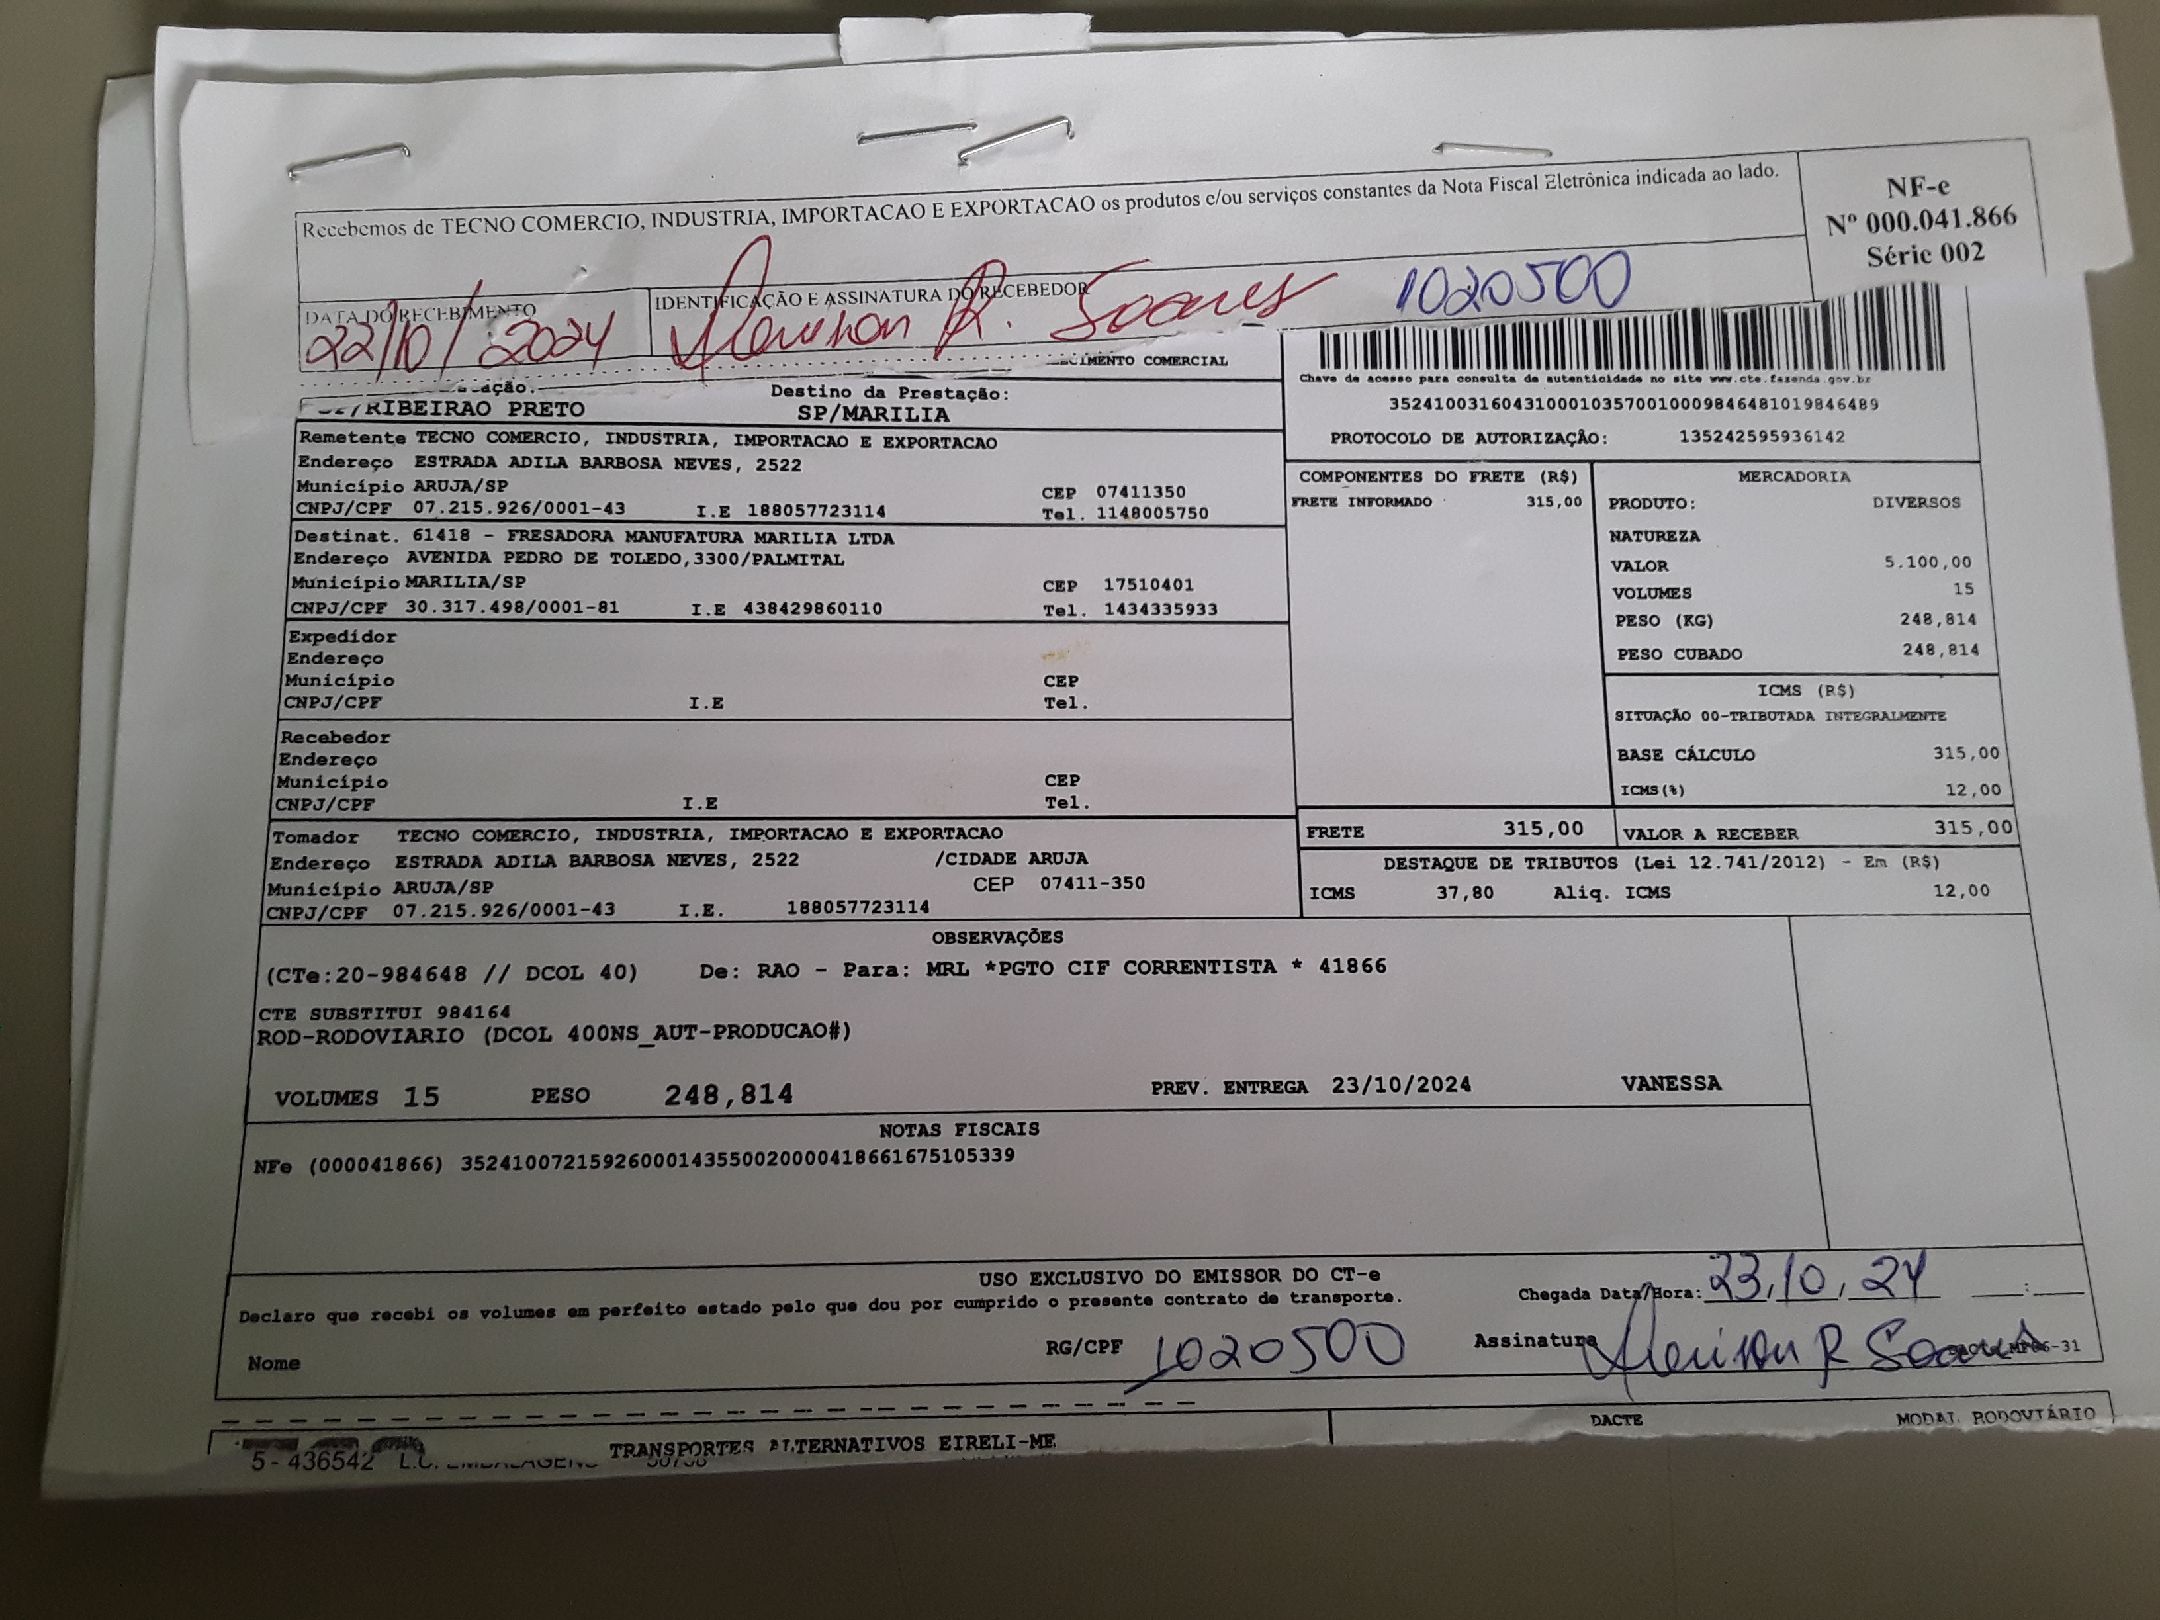 Recebemos de TECNO COMERCIO, INDUSTRIA, IMPORTACAO E EXPORTACAO os produtos e/ou serviços constantes da Nota Fiscal Eletrônica indicada ao lado.
NF-e
Nº 000.041.866
Série 002
DATA DO RECEBIMENTO
22/10/2024
IDENTIFICAÇÃO E ASSINATURA DO RECEBEDOR
R. Soares
1020500
CIMENTO COMERCIAL
Destino da Prestação:
/RIBEIRAO PRETO
SP/MARILIA
Chave de acesso para consulta de autenticidade no site www.cte.fazenda.gov.br
35241003160431000103570010009846481019846489
PROTOCOLO DE AUTORIZAÇÃO: 135242595936142
Remetente TECNO COMERCIO, INDUSTRIA, IMPORTACAO E EXPORTACAO
Endereço ESTRADA ADILA BARBOSA NEVES, 2522
Município ARUJA/SP CEP 07411350
CNPJ/CPF 07.215.926/0001-43 I.E 188057723114 Tel. 1148005750
Destinat. 61418 - FRESADORA MANUFATURA MARILIA LTDA
Endereço AVENIDA PEDRO DE TOLEDO,3300/PALMITAL
Município MARILIA/SP CEP 17510401
CNPJ/CPF 30.317.498/0001-81 I.E 438429860110 Tel. 1434335933
Expedidor
Endereço
Município CEP
CNPJ/CPF I.E Tel.
Recebedor
Endereço
Município CEP
CNPJ/CPF I.E Tel.
Tomador TECNO COMERCIO, INDUSTRIA, IMPORTACAO E EXPORTACAO
Endereço ESTRADA ADILA BARBOSA NEVES, 2522 /CIDADE ARUJA
Município ARUJA/SP CEP 07411-350
CNPJ/CPF 07.215.926/0001-43 I.E. 188057723114
COMPONENTES DO FRETE (R$)
FRETE INFORMADO 315,00
MERCADORIA
PRODUTO: DIVERSOS
NATUREZA
VALOR 5.100,00
VOLUMES 15
PESO (KG) 248,814
PESO CUBADO 248,814
ICMS (R$)
SITUAÇÃO 00-TRIBUTADA INTEGRALMENTE
BASE CÁLCULO 315,00
ICMS(%) 12,00
FRETE 315,00 VALOR A RECEBER 315,00
DESTAQUE DE TRIBUTOS (Lei 12.741/2012) - Em (R$)
ICMS 37,80 Aliq. ICMS 12,00
OBSERVAÇÕES
(CTe:20-984648 // DCOL 40) De: RAO - Para: MRL *PGTO CIF CORRENTISTA * 41866
CTE SUBSTITUI 984164
ROD-RODOVIARIO (DCOL 400NS_AUT-PRODUCAO#)
VOLUMES 15 PESO 248,814 PREV. ENTREGA 23/10/2024 VANESSA
NOTAS FISCAIS
NFe (000041866) 35241007215926000143550020000418661675105339
USO EXCLUSIVO DO EMISSOR DO CT-e
Declaro que recebi os volumes em perfeito estado pelo que dou por cumprido o presente contrato de transporte.
Chegada Data/Hora: 23/10/24 :
Nome RG/CPF 1020500 Assinatura R Soares
DACTE MODAL RODOVIÁRIO
TRANSPORTES ALTERNATIVOS EIRELI-ME
5-436542